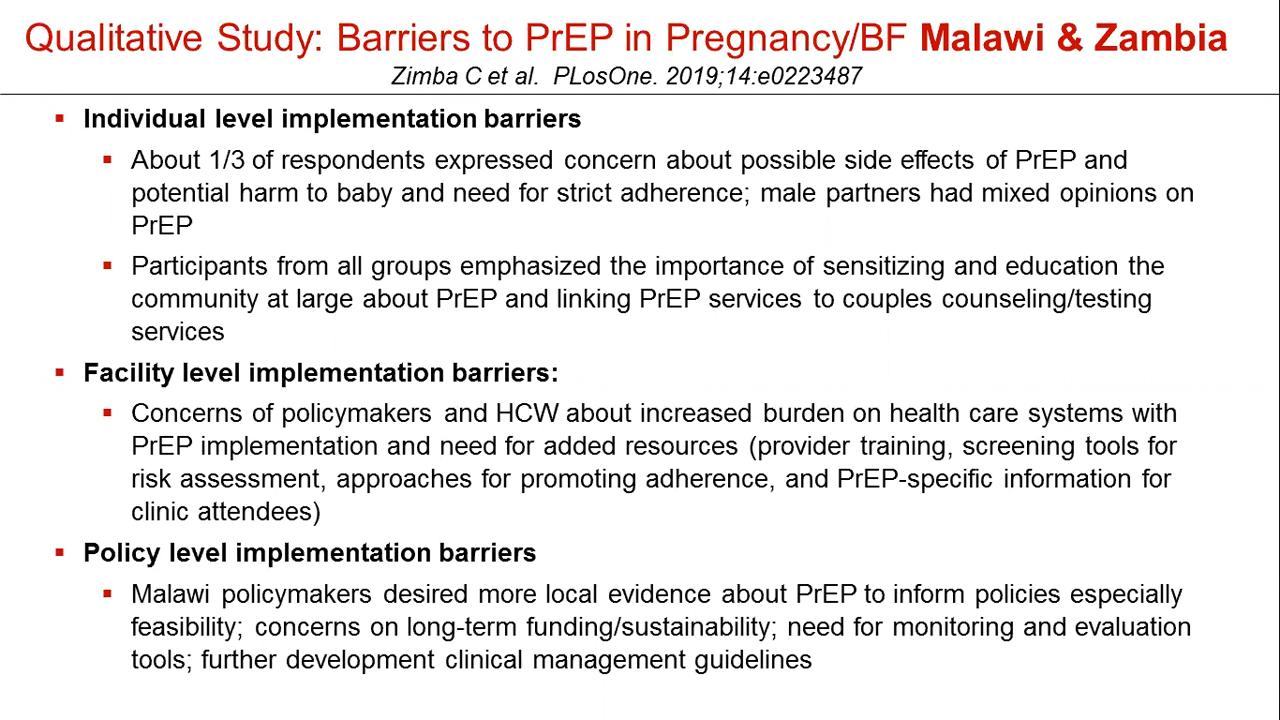 Qualitative Study: Barriers to PrEP in Pregnancy/BF Malawi & Zambia
Zimba C et al. PLosOne. 2019;14:e0223487
Individual level implementation barriers
About 1/3 of respondents expressed concern about possible side effects of PrEP and
potential harm to baby and need for strict adherence; male partners had mixed opinions on
PrEP
Participants from all groups emphasized the importance of sensitizing and education the
community at large about PrEP and linking PrEP services to couples counseling/testing
services
Facility level implementation barriers:
Concerns of policymakers and HCW about increased burden on health care systems with
PrEP implementation and need for added resources (provider training, screening tools for
risk assessment, approaches for promoting adherence, and PrEP-specific information for
clinic attendees)
Policy level implementation barriers
Malawi policymakers desired more local evidence about PrEP to inform policies especially
feasibility; concerns on long-term funding/sustainability; need for monitoring and evaluation
tools; further development clinical management guidelines